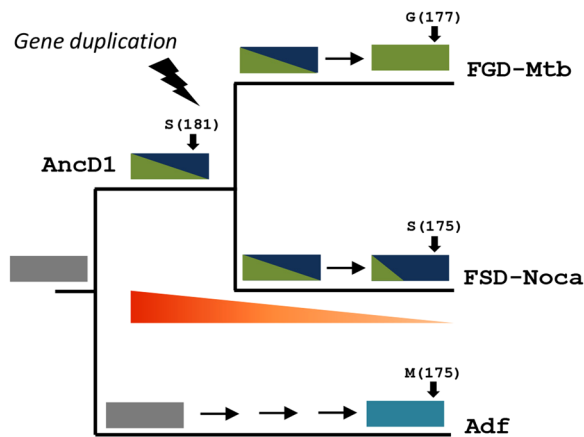 Gene duplication
G(177)
FGD-Mtb
S(181)
AncD1
S(175)
FSD-Noca
M(175)
Adf